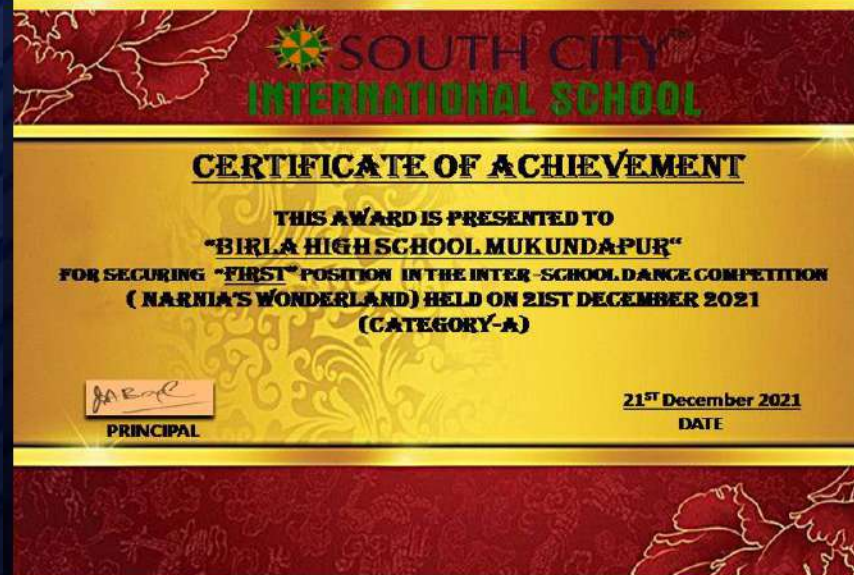 SOUTH CITY
INTERNATIONAL SCHOOL
CERTIFICATE OF ACHIEVEMENT
THIS AWARD IS PRESENTED TO
"BIRLA HIGH SCHOOL MUKUNDAPUR"
FOR SECURING "FIRST" POSITION IN THE INTER-SCHOOL DANCE COMPETITION
( NARNIA'S WONDERLAND) HELD ON 21ST DECEMBER 2021
(CATEGORY-A)
PRINCIPAL
21ST December 2021
DATE